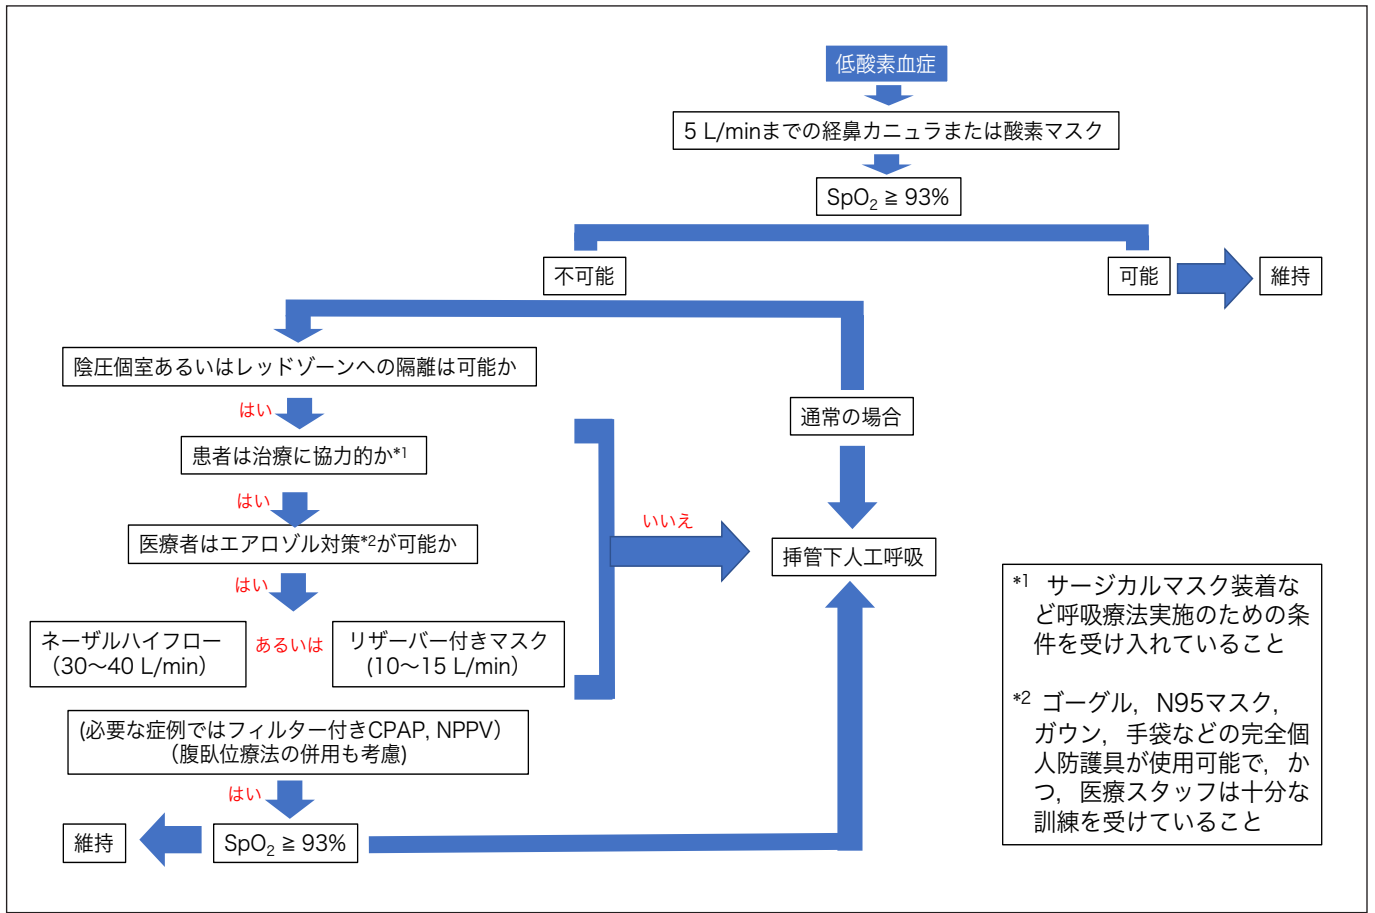 低酸素血症
5 L/minまでの経鼻カニュラまたは酸素マスク
SpO₂ ≧ 93%
不可能
可能
維持
陰圧個室あるいはレッドゾーンへの隔離は可能か
はい
通常の場合
患者は治療に協力的か*1
はい
いいえ
医療者はエアロゾル対策*2が可能か
挿管下人工呼吸
はい
ネーザルハイフロー
（30〜40 L/min）
あるいは
リザーバー付きマスク
(10〜15 L/min）
(必要な症例ではフィルター付きCPAP, NPPV）
（腹臥位療法の併用も考慮)
はい
維持
SpO₂ ≧ 93%
*1 サージカルマスク装着な
ど呼吸療法実施のための条
件を受け入れていること
*2 ゴーグル，N95マスク，
ガウン，手袋などの完全個
人防護具が使用可能で，か
つ，医療スタッフは十分な
訓練を受けていること